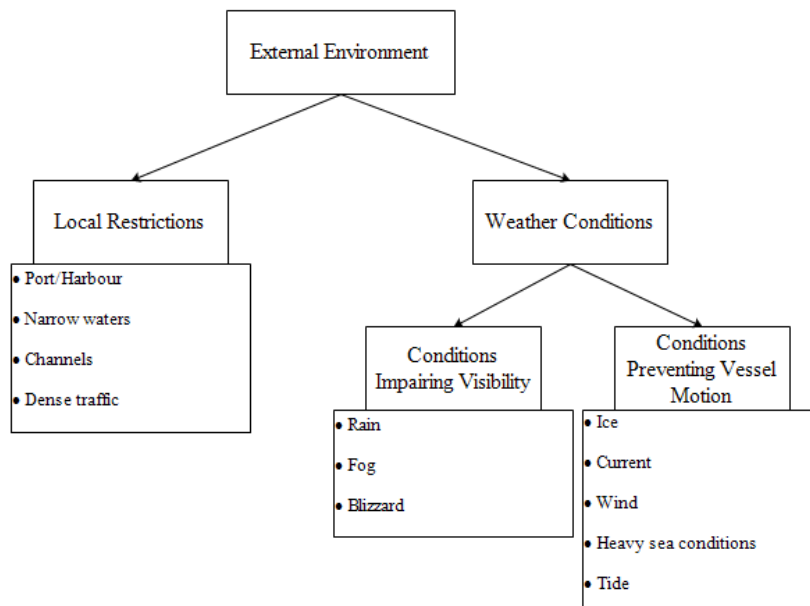 External Environment
Local Restrictions
● Port/Harbour
● Narrow waters
● Channels
● Dense traffic
Weather Conditions
Conditions
Impairing Visibility
● Rain
● Fog
● Blizzard
Conditions
Preventing Vessel
Motion
● Ice
● Current
● Wind
● Heavy sea conditions
● Tide